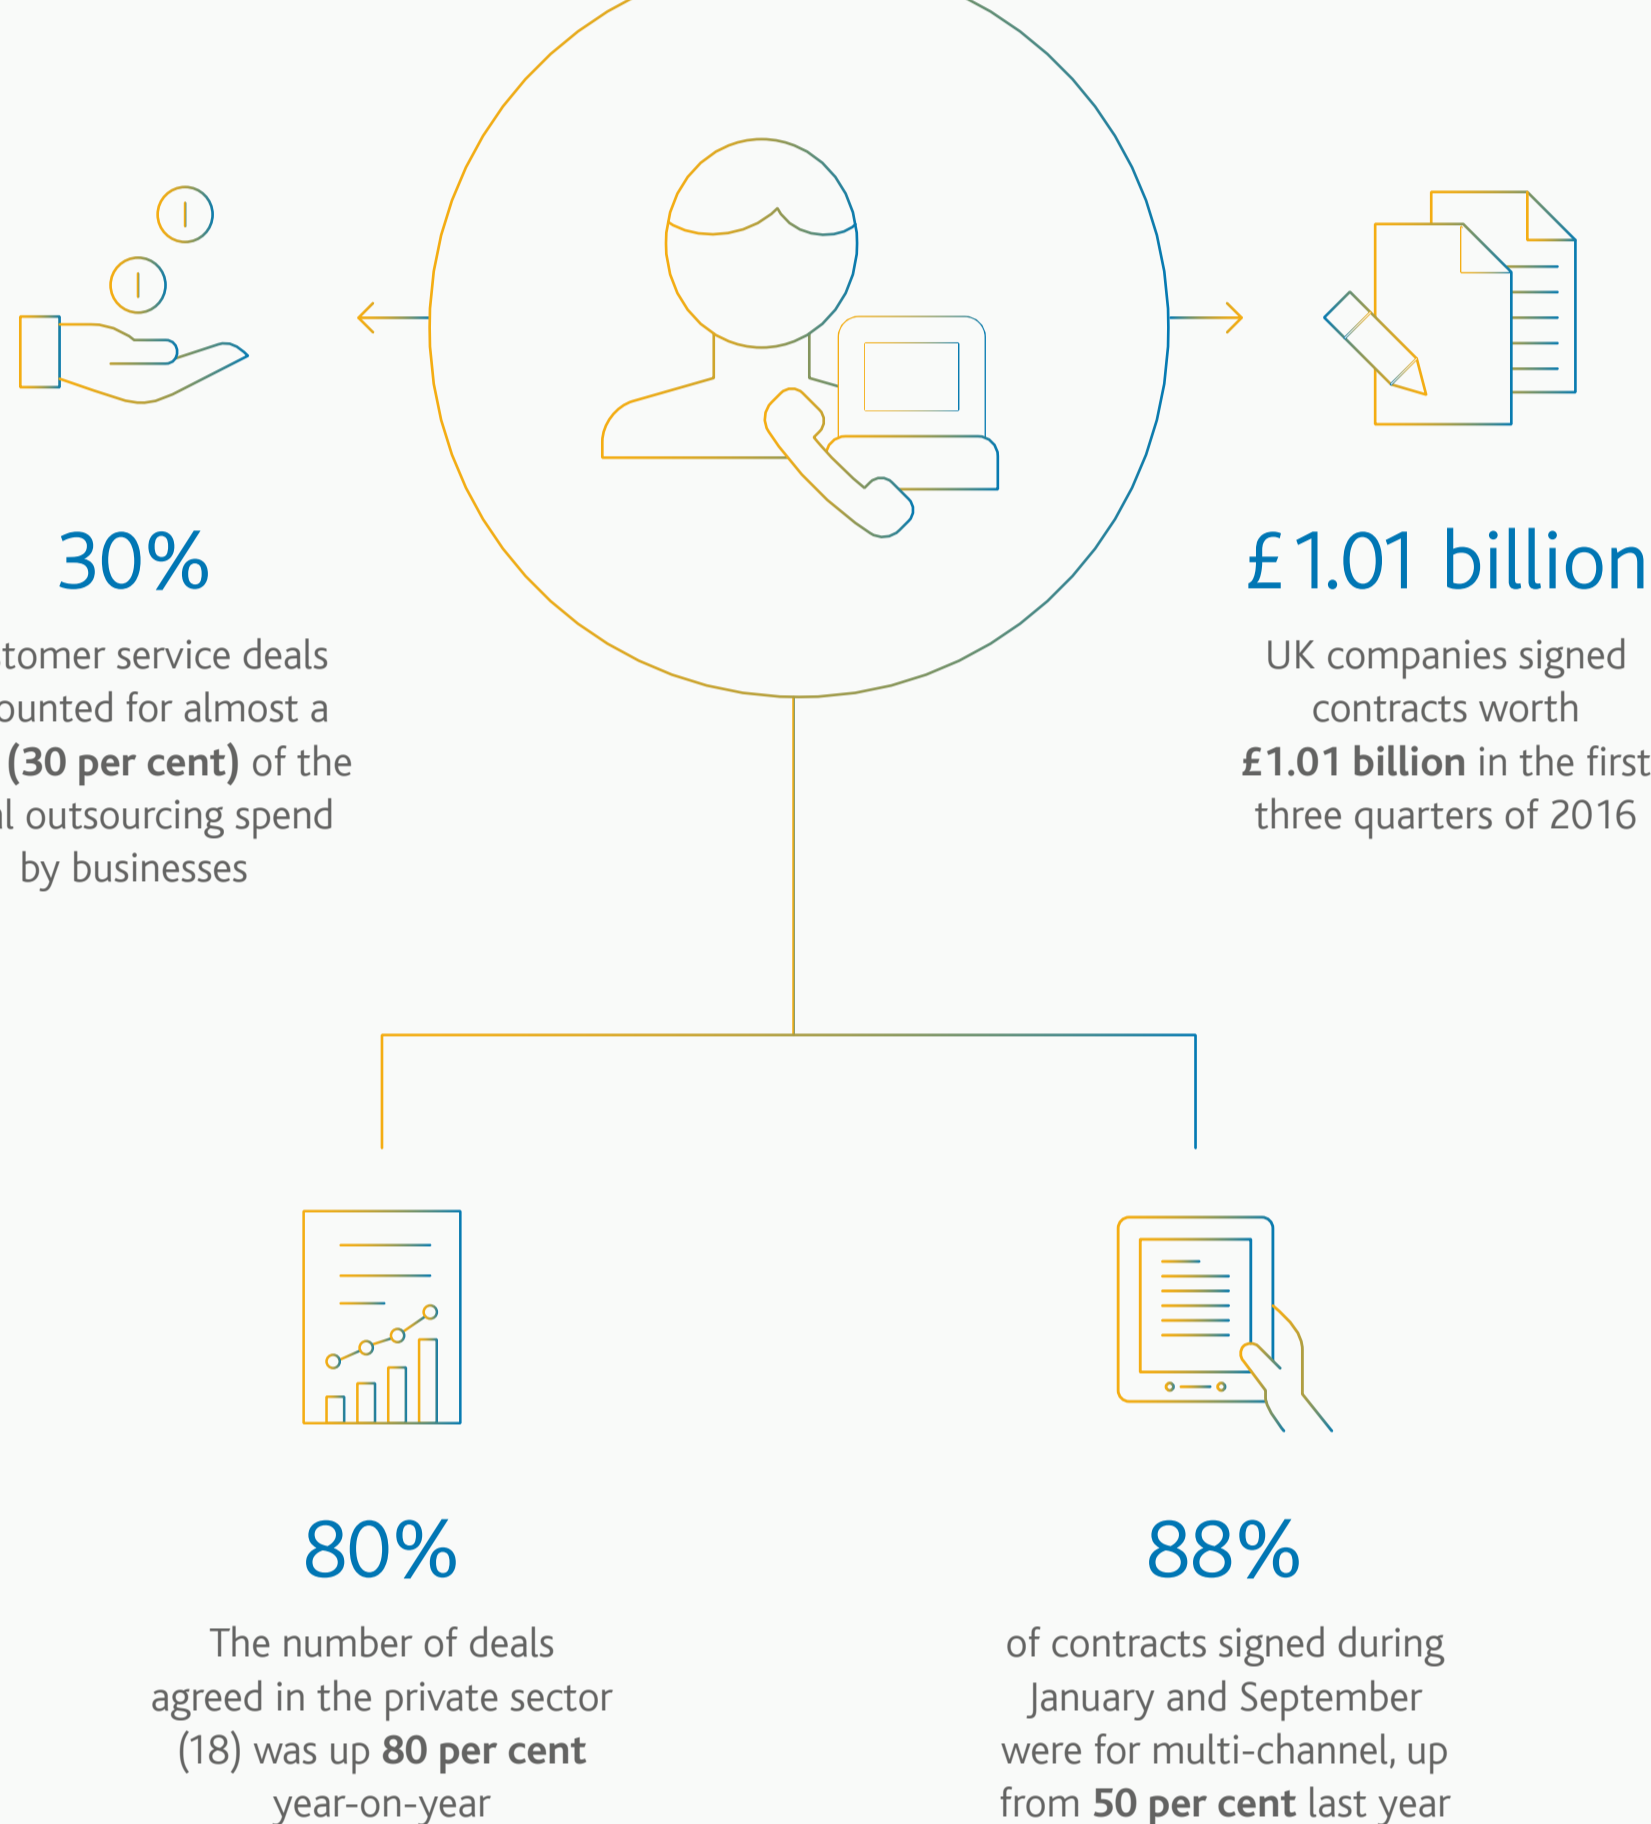 30%
tomer service deals
ounted for almost a
(30 per cent) of the
l outsourcing spend
by businesses
£1.01 billion
UK companies signed
contracts worth
£1.01 billion in the first
three quarters of 2016
80%
The number of deals
agreed in the private sector
(18) was up 80 per cent
year-on-year
88%
of contracts signed during
January and September
were for multi-channel, up
from 50 per cent last year